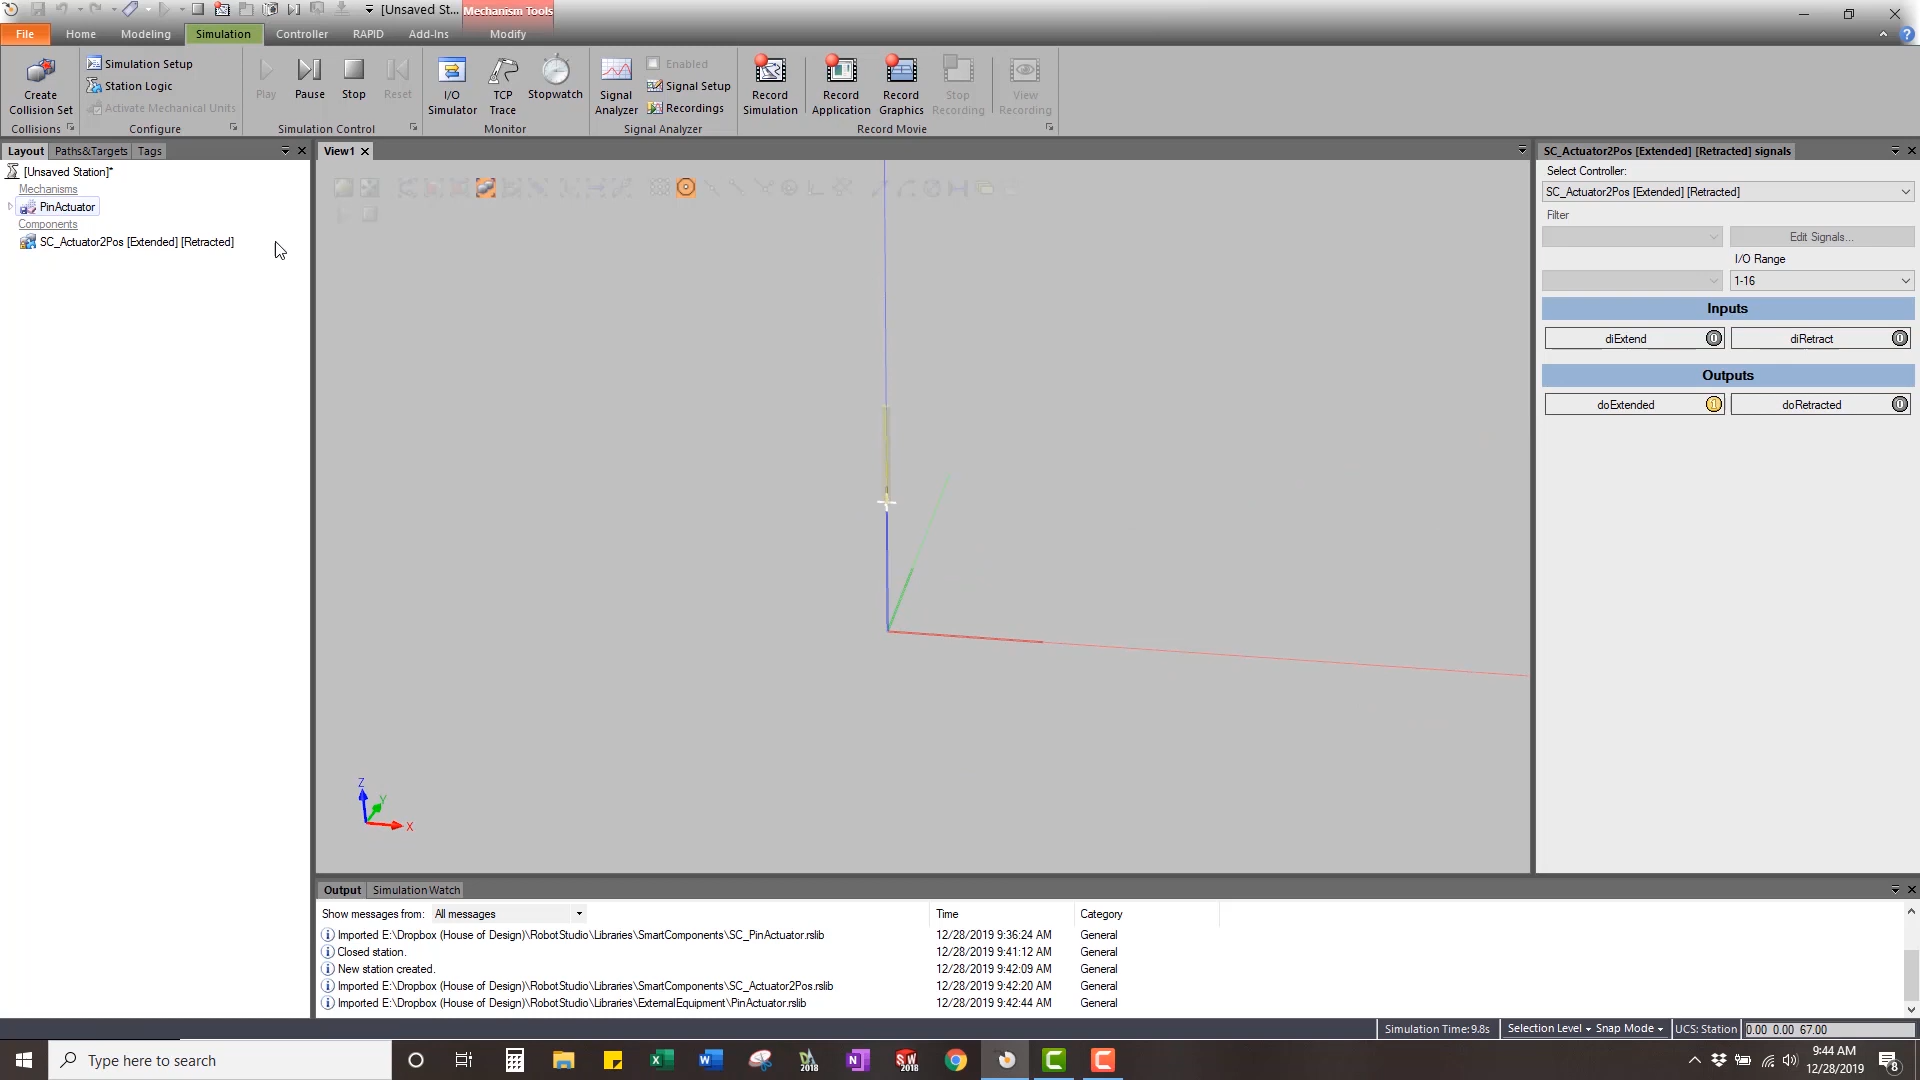 [Unsaved St...
Mechanism Tools
File
Home
Modeling
Simulation
Controller
RAPID
Add-Ins
Modify
Create
Collision Set
Collisions
Simulation Setup
Station Logic
Activate Mechanical Units
Configure
Play
Pause
Stop
Reset
Simulation Control
I/O
Simulator
TCP
Trace
Stopwatch
Monitor
Signal
Analyzer
Enabled
Signal Setup
Recordings
Signal Analyzer
Record
Simulation
Record
Application
Record
Graphics
Stop
Recording
View
Recording
Record Movie
Layout
Paths&Targets
Tags
[Unsaved Station]*
Mechanisms
PinActuator
Components
SC_Actuator2Pos [Extended] [Retracted]
View1
Z
Y
X
SC_Actuator2Pos [Extended] [Retracted] signals
Select Controller:
SC_Actuator2Pos [Extended] [Retracted]
Filter
Edit Signals...
I/O Range
1-16
Inputs
diExtend 0
diRetract 0
Outputs
doExtended 1
doRetracted 0
Output
Simulation Watch
Show messages from: All messages
Time
Category
Imported E:\Dropbox (House of Design)\RobotStudio\Libraries\SmartComponents\SC_PinActuator.rslib 12/28/2019 9:36:24 AM General
Closed station. 12/28/2019 9:41:12 AM General
New station created. 12/28/2019 9:42:09 AM General
Imported E:\Dropbox (House of Design)\RobotStudio\Libraries\SmartComponents\SC_Actuator2Pos.rslib 12/28/2019 9:42:20 AM General
Imported E:\Dropbox (House of Design)\RobotStudio\Libraries\ExternalEquipment\PinActuator.rslib 12/28/2019 9:42:44 AM General
Simulation Time: 9.8s
Selection Level
Snap Mode
UCS: Station
0.00 0.00 67.00
Type here to search
2018
2018
9:44 AM
12/28/2019
8